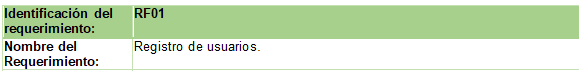 Identificación del RF01
requerimiento:
Nombre del Registro de usuarios.
Requerimiento: